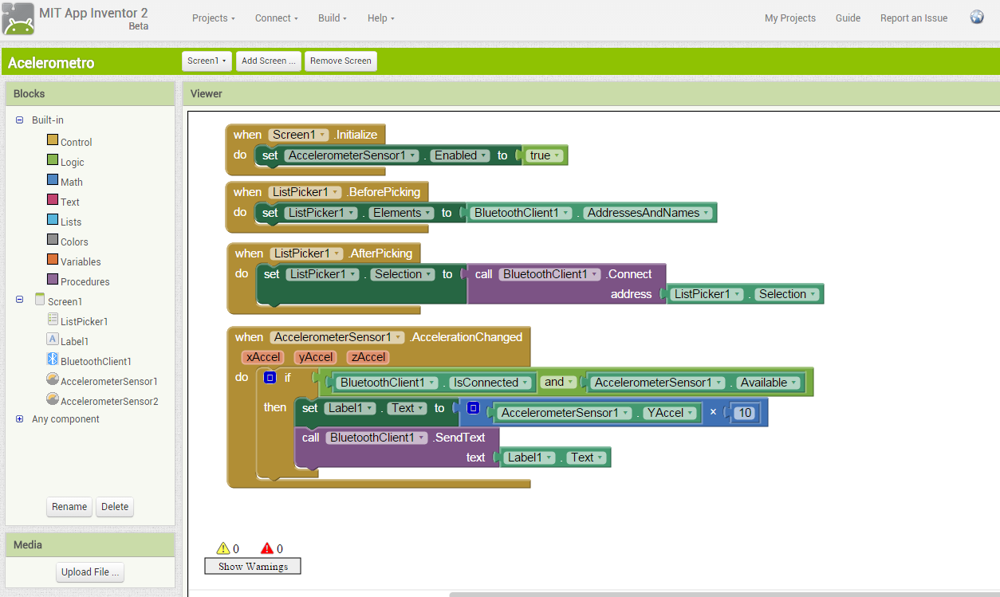 MIT App Inventor 2
Beta
Projects Connect Build Help My Projects Guide Report an Issue
Acelerometro Screen1 Add Screen ... Remove Screen
Blocks
Built-in
Control
Logic
Math
Text
Lists
Colors
Variables
Procedures
Screen1
ListPicker1
Label1
BluetoothClient1
AccelerometerSensor1
AccelerometerSensor2
Any component
Rename Delete
Media
Upload File ...
Viewer
when Screen1 .Initialize
do set AccelerometerSensor1 . Enabled to true
when ListPicker1 .BeforePicking
do set ListPicker1 . Elements to BluetoothClient1 . AddressesAndNames
when ListPicker1 .AfterPicking
do set ListPicker1 . Selection to call BluetoothClient1 .Connect
address ListPicker1 . Selection
when AccelerometerSensor1 .AccelerationChanged
xAccel yAccel zAccel
do if BluetoothClient1 . IsConnected and AccelerometerSensor1 . Available
then set Label1 . Text to AccelerometerSensor1 . YAccel × 10
call BluetoothClient1 .SendText
text Label1 . Text
0 0
Show Warnings